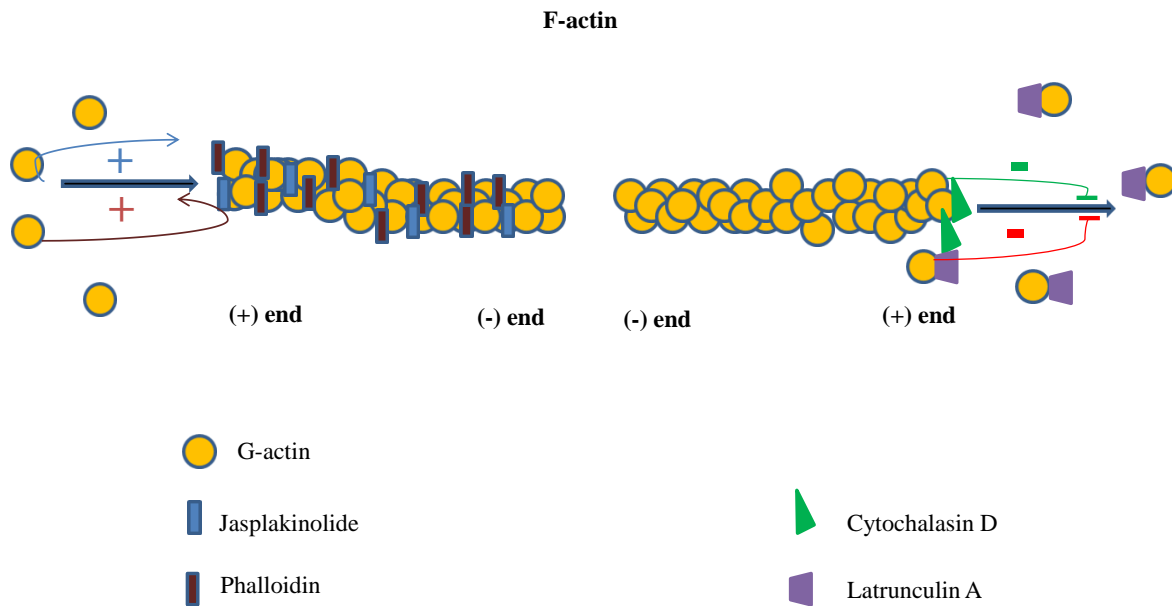 F-actin
(+) end
(-) end
(-) end
(+) end
G-actin
Jasplakinolide
Cytochalasin D
Phalloidin
Latrunculin A